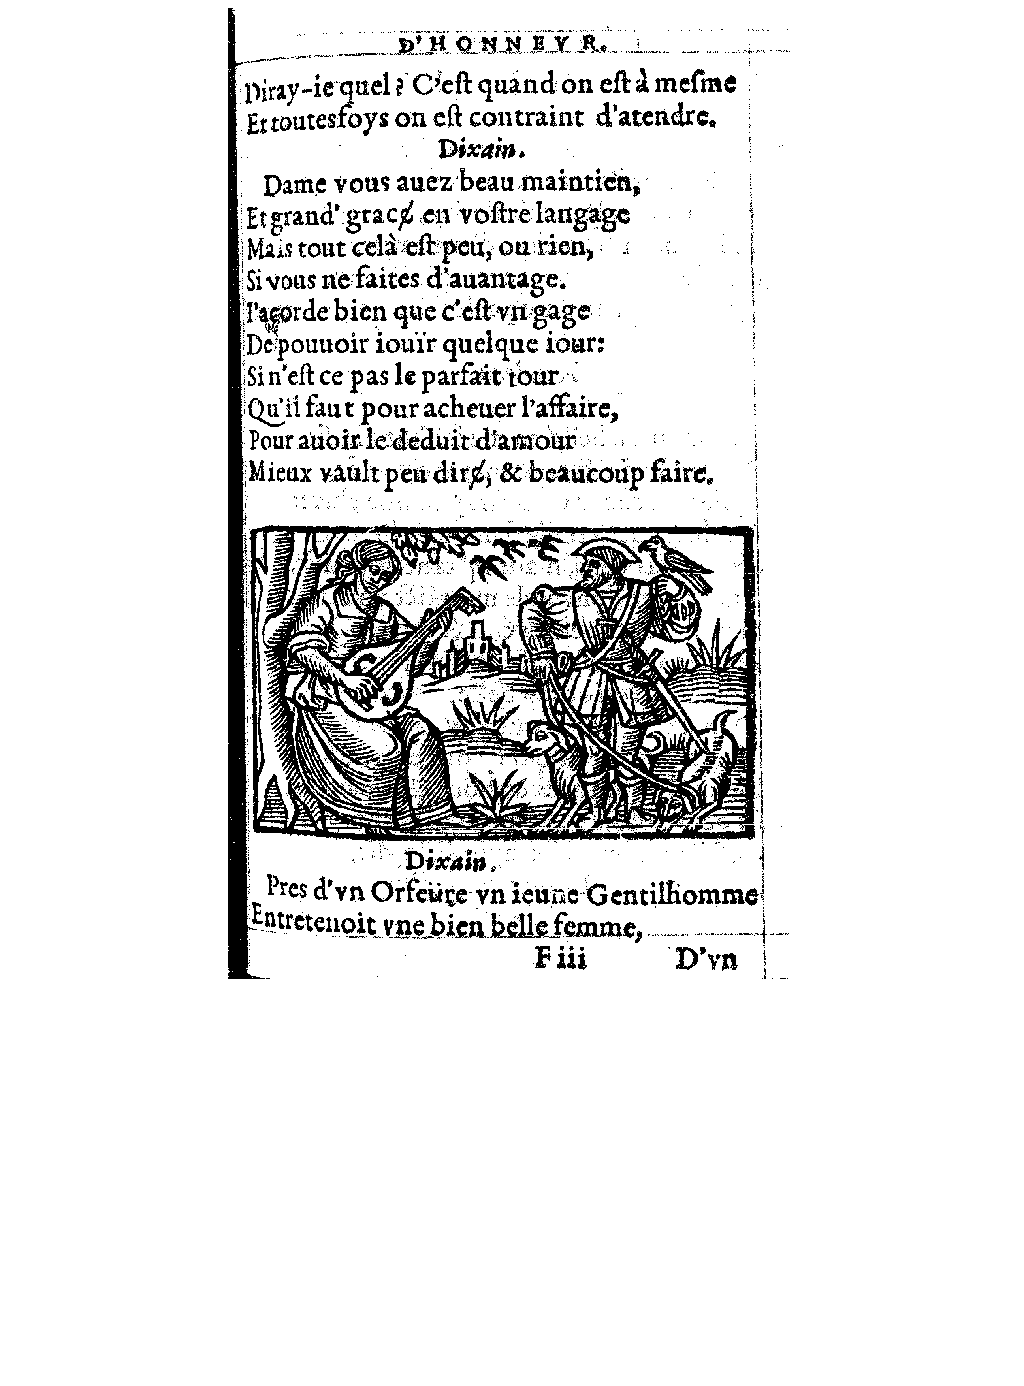 D'HONNEVR.
Diray-ie quel? C'eſt quand on eſt à meſme
Et toutesfoys on eſt contraint d'atendre.
Dixain.
Dame vous auez beau maintien,
Et grand' grace̸ en voſtre langage
Mais tout celà eſt peu, ou rien,
Si vous ne faites d'auantage.
I'acorde bien que c'eſt vn gage
De pouuoir iouïr quelque iour:
Si n'eſt ce pas le parfait tour
Qu'il faut pour acheuer l'affaire,
Pour auoir le deduit d'amour
Mieux vault peu dire̸, & beaucoup faire.
Dixain.
Pres d'vn Orfeure vn ieune Gentilhomme
Entretenoit vne bien belle femme,
F iii D'vn